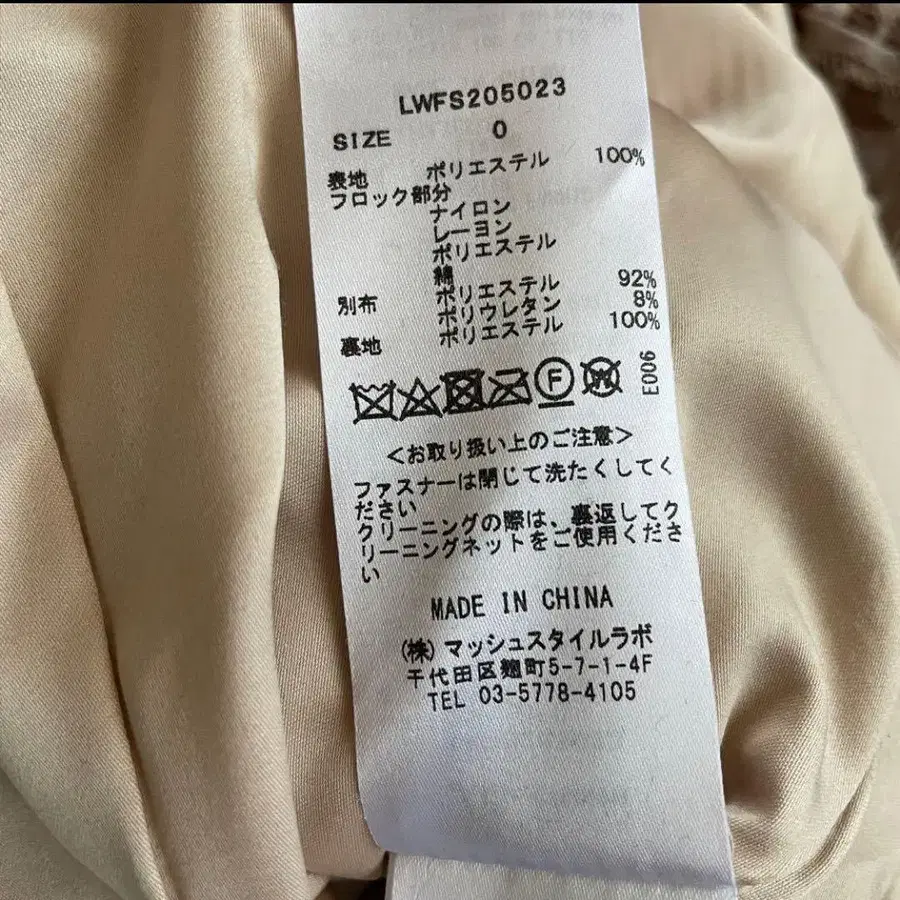 LWFS205023
SIZE 0
表地 ポリエステル 100%
フロック部分
ナイロン
レーヨン
ポリエステル
綿
別布 ポリエステル 92%
ポリウレタン 8%
裏地 ポリエステル 100%
F W E006
<お取り扱い上のご注意>
ファスナーは閉じて洗たくしてく
ださい
クリーニングの際は、裏返してク
リーニングネットをご使用くださ
い
MADE IN CHINA
(株)マッシュスタイルラボ
千代田区麹町5-7-1-4F
TEL 03-5778-4105